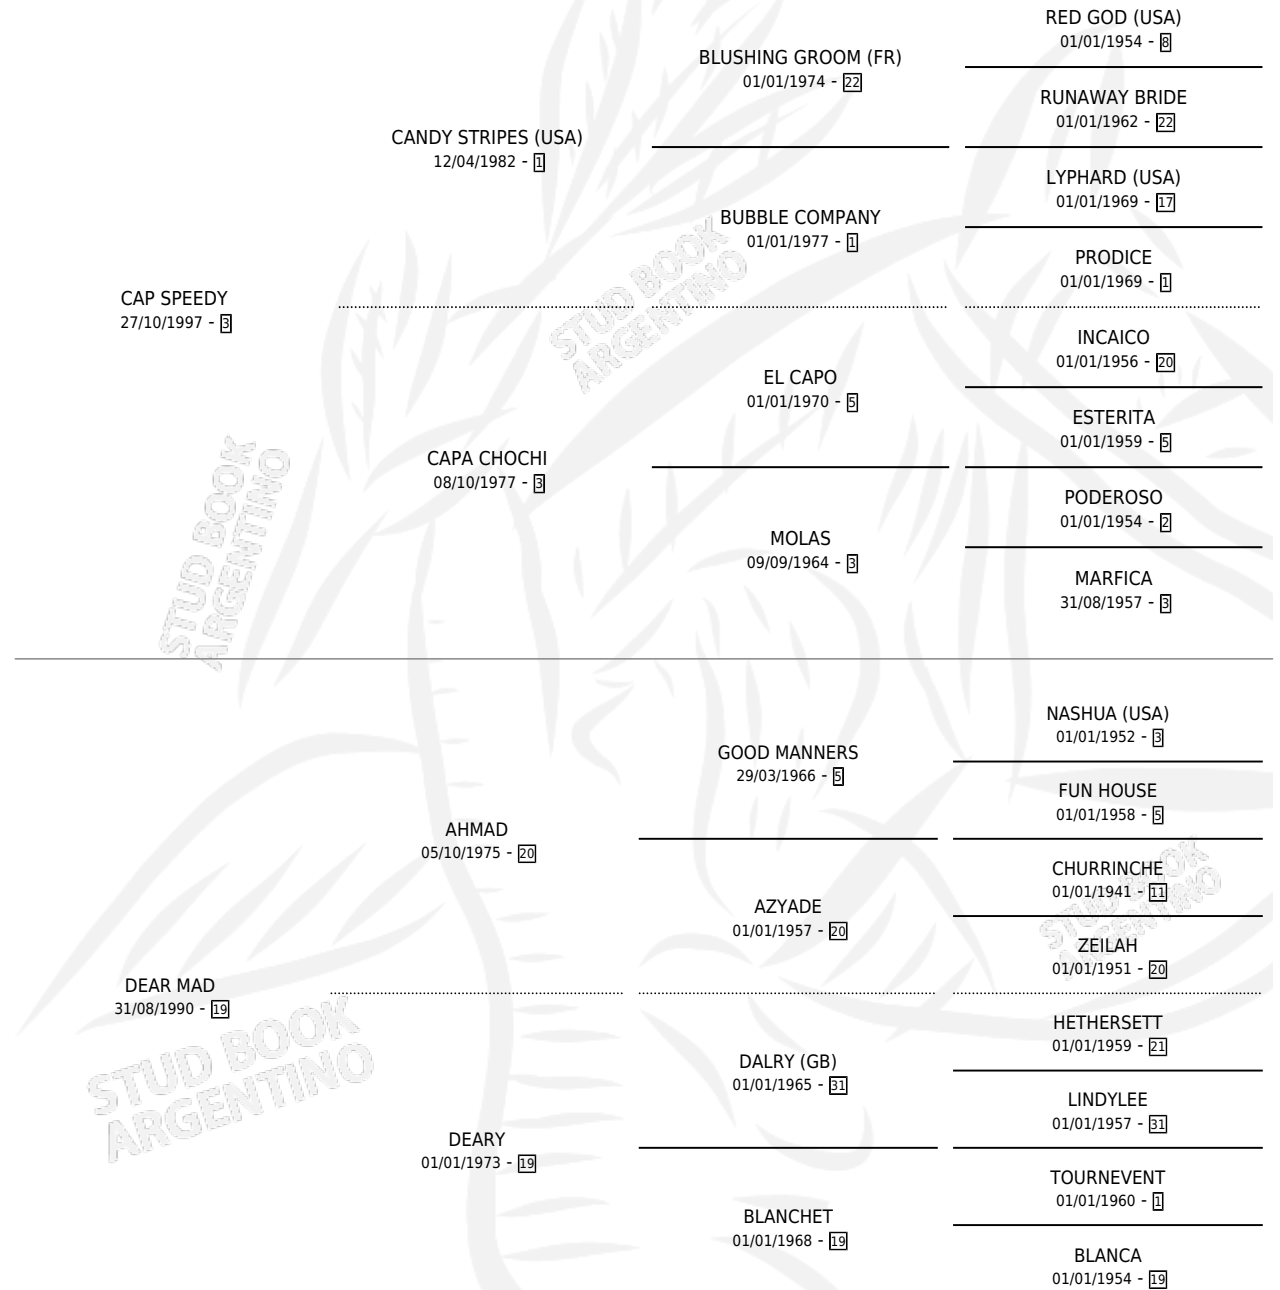 RED GOD (USA)
01/01/1954 - 8
BLUSHING GROOM (FR)
01/01/1974 - 22
RUNAWAY BRIDE
01/01/1962 - 22
CANDY STRIPES (USA)
12/04/1982 - 1
LYPHARD (USA)
01/01/1969 - 17
BUBBLE COMPANY
01/01/1977 - 1
PRODICE
01/01/1969 - 1
CAP SPEEDY
27/10/1997 - 3
STUD BOOK
ARGENTINO
INCAICO
01/01/1956 - 20
EL CAPO
01/01/1970 - 5
ESTERITA
01/01/1959 - 5
CAPA CHOCHI
08/10/1977 - 3
PODEROSO
01/01/1954 - 2
MOLAS
09/09/1964 - 3
MARFICA
31/08/1957 - 3
STUD BOOK
ARGENTINO
NASHUA (USA)
01/01/1952 - 3
GOOD MANNERS
29/03/1966 - 5
FUN HOUSE
01/01/1958 - 5
AHMAD
05/10/1975 - 20
CHURRINCHE
01/01/1941 - 11
AZYADE
01/01/1957 - 20
ZEILAH
01/01/1951 - 20
STUD BOOK
ARGENTINO
DEAR MAD
31/08/1990 - 19
HETHERSETT
01/01/1959 - 21
DALRY (GB)
01/01/1965 - 31
LINDYLEE
01/01/1957 - 31
STUD BOOK
ARGENTINO
DEARY
01/01/1973 - 19
TOURNEVENT
01/01/1960 - 1
BLANCHET
01/01/1968 - 19
BLANCA
01/01/1954 - 19